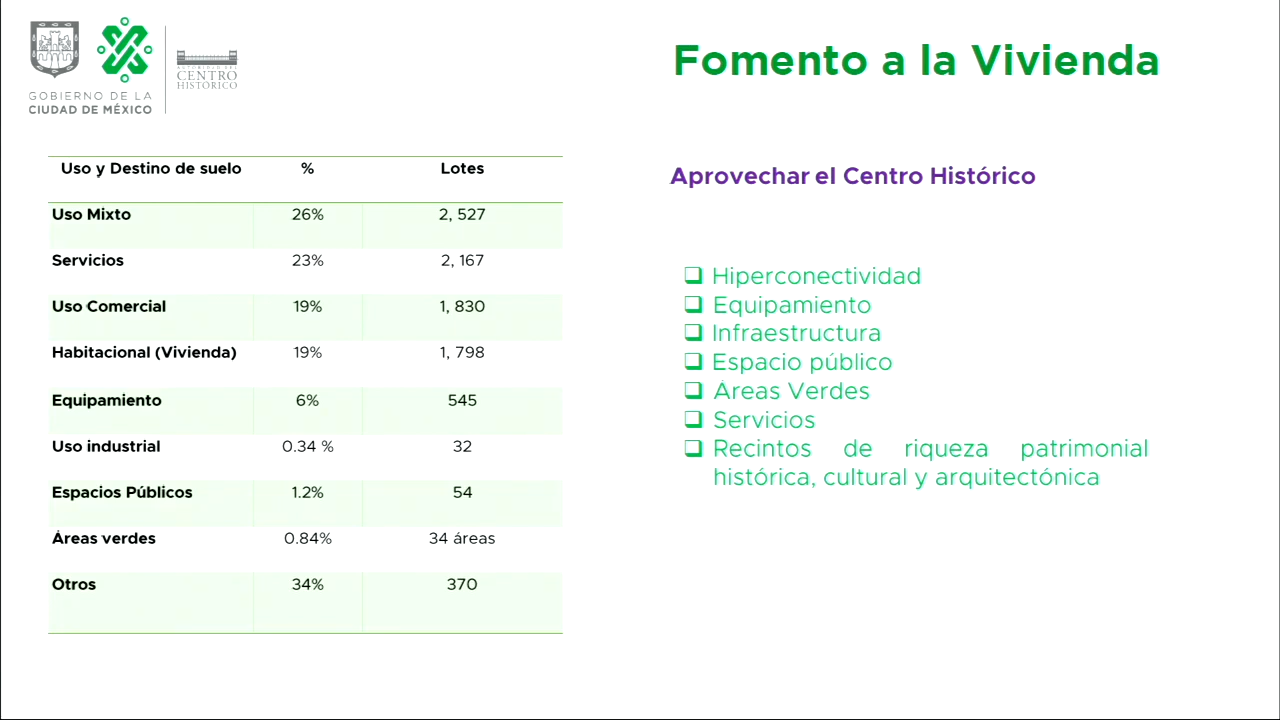 GOBIERNO DE LA
CIUDAD DE MÉXICO
AUTORIDAD DEL
CENTRO
HISTÓRICO
Fomento a la Vivienda
Uso y Destino de suelo % Lotes
Uso Mixto 26% 2, 527
Servicios 23% 2, 167
Uso Comercial 19% 1, 830
Habitacional (Vivienda) 19% 1, 798
Equipamiento 6% 545
Uso industrial 0.34 % 32
Espacios Públicos 1.2% 54
Áreas verdes 0.84% 34 áreas
Otros 34% 370
Aprovechar el Centro Histórico
❑ Hiperconectividad
❑ Equipamiento
❑ Infraestructura
❑ Espacio público
❑ Áreas Verdes
❑ Servicios
❑ Recintos de riqueza patrimonial
histórica, cultural y arquitectónica